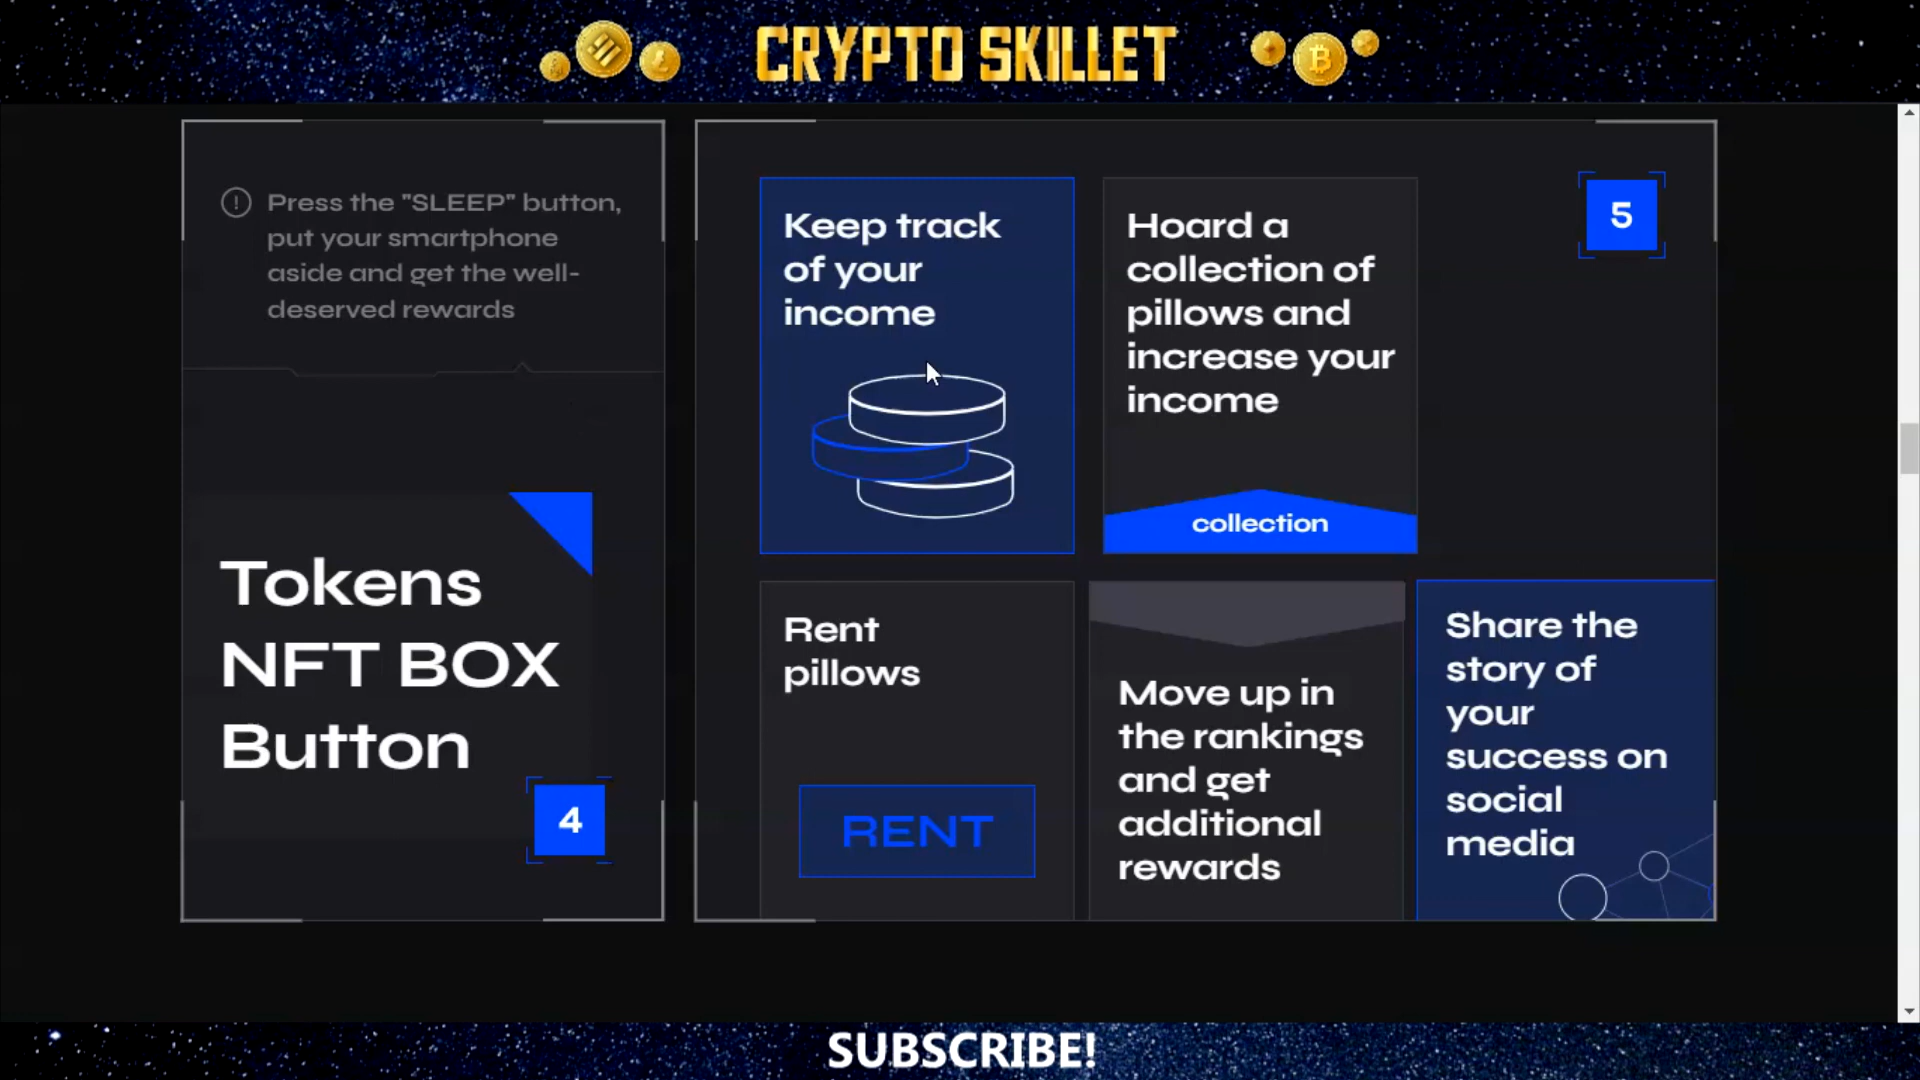 CRYPTO SKILLET
Press the "SLEEP" button,
put your smartphone
aside and get the well-
deserved rewards
Tokens
NFT BOX
Button
4
Keep track
of your
income
Hoard a
collection of
pillows and
increase your
income
collection
5
Rent
pillows
RENT
Move up in
the rankings
and get
additional
rewards
Share the
story of
your
success on
social
media
SUBSCRIBE!